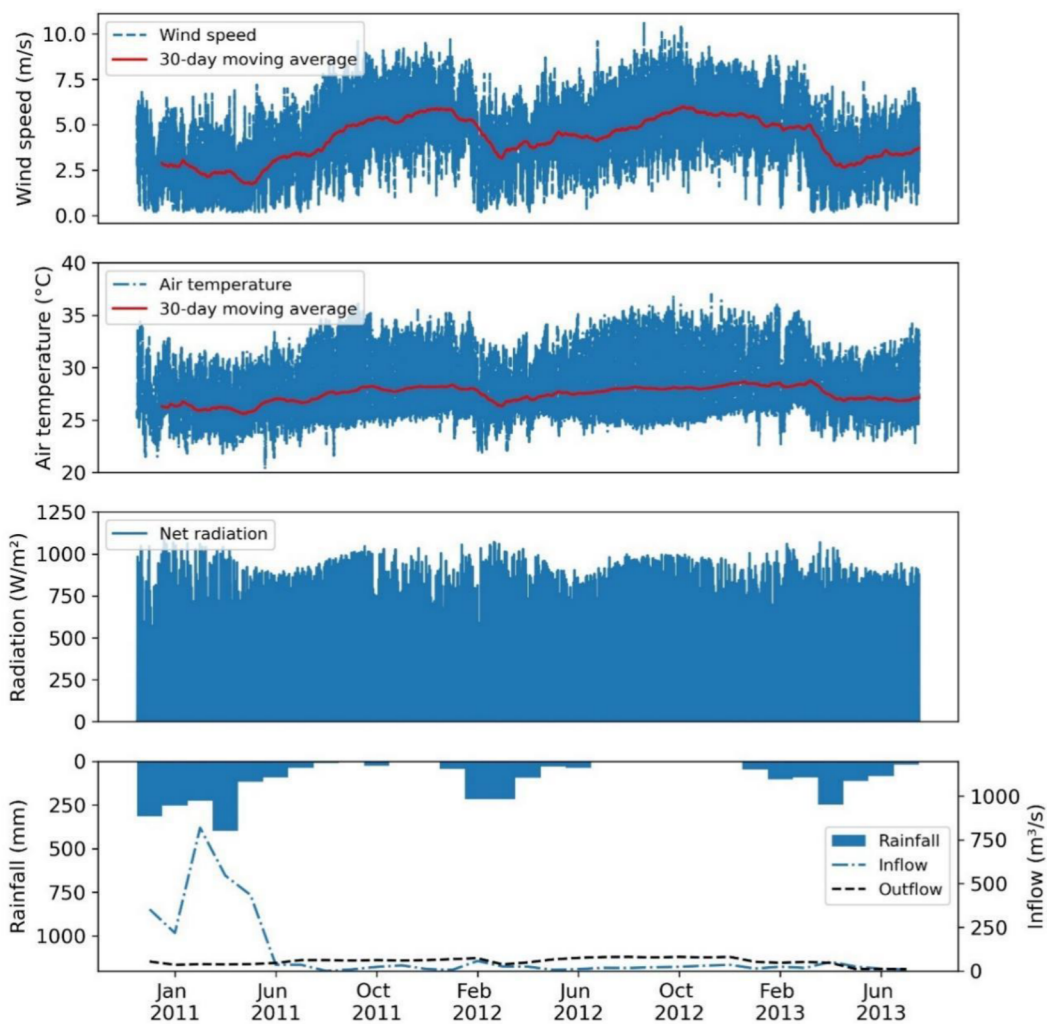 Wind speed (m/s)
10.0
7.5
5.0
2.5
0.0
Wind speed
30-day moving average
Air temperature (°C)
40
35
30
25
20
Air temperature
30-day moving average
Radiation (W/m²)
1250
1000
750
500
250
0
Net radiation
Rainfall (mm)
0
250
500
750
1000
Rainfall
Inflow
Outflow
1000
750
500
250
0
Inflow (m³/s)
Jan Jun Oct Feb Jun Oct Feb Jun
2011 2011 2011 2012 2012 2012 2013 2013